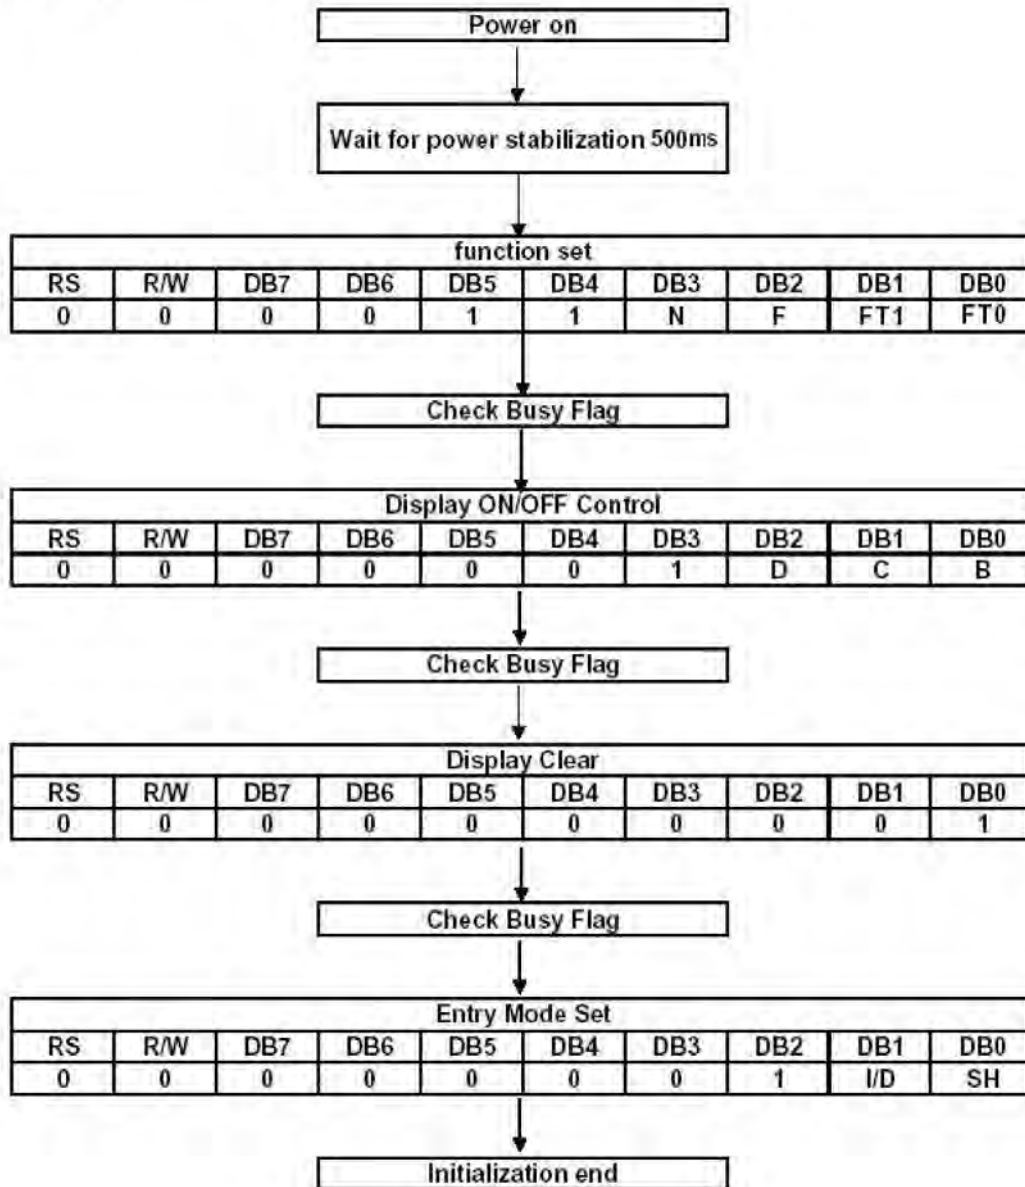 Power on
Wait for power stabilization 500ms
function set
RS R/W DB7 DB6 DB5 DB4 DB3 DB2 DB1 DB0
0 0 0 0 1 1 N F FT1 FT0
Check Busy Flag
Display ON/OFF Control
RS R/W DB7 DB6 DB5 DB4 DB3 DB2 DB1 DB0
0 0 0 0 0 0 1 D C B
Check Busy Flag
Display Clear
RS R/W DB7 DB6 DB5 DB4 DB3 DB2 DB1 DB0
0 0 0 0 0 0 0 0 0 1
Check Busy Flag
Entry Mode Set
RS R/W DB7 DB6 DB5 DB4 DB3 DB2 DB1 DB0
0 0 0 0 0 0 0 1 I/D SH
Initialization end